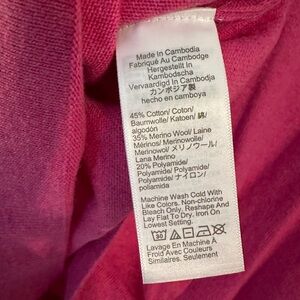 Made In Cambodia
Fabriqué Au Cambodge
Hergestellt In
Kambodscha
Vervaardigd In Cambodja
カンボジア製
hecho en camboya
45% Cotton/ Coton/
Baumwolle/ Katoen/ 綿/
algodón
35% Merino Wool/ Laine
Mérinos/ Merinowolle/
Merinowol/ メリノウール/
Lana Merino
20% Polyamide/
Polyamide/ Polyamid/
Polyamide/ ナイロン/
poliamida
Machine Wash Cold With
Like Colors. Non-chlorine
Bleach Only. Reshape And
Lay Flat To Dry. Iron On
Lowest Setting.
30
Lavage En Machine À
Froid Avec Couleurs
Similaires. Seulement